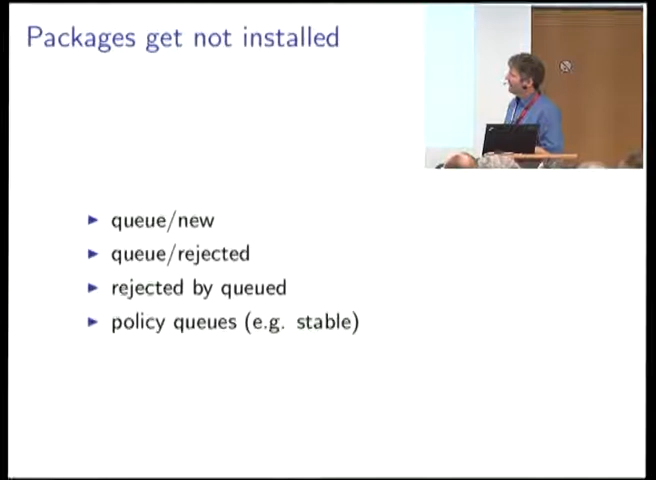 Packages get not installed
queue/new
queue/rejected
rejected by queued
policy queues (e.g. stable)